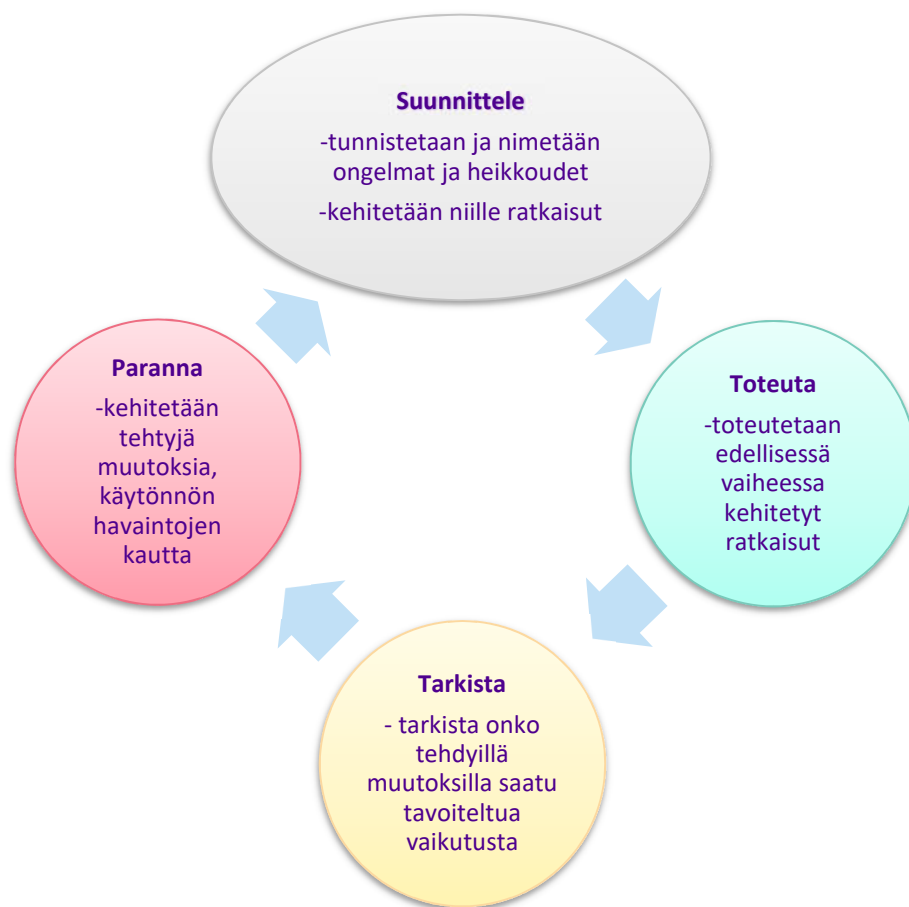 Suunnittele
-tunnistetaan ja nimetään
ongelmat ja heikkoudet
-kehitetään niille ratkaisut
Toteuta
-toteutetaan
edellisessä
vaiheessa
kehitetyt
ratkaisut
Tarkista
- tarkista onko
tehdyillä
muutoksilla saatu
tavoiteltua
vaikutusta
Paranna
-kehitetään
tehtyjä
muutoksia,
käytönnön
havaintojen
kautta